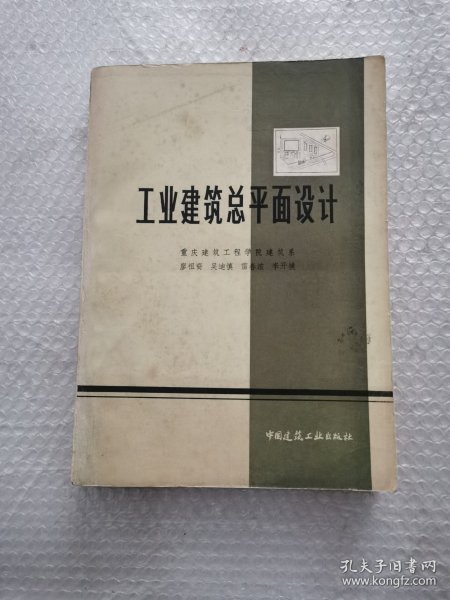 工业建筑总平面设计
重庆建筑工程学院建筑系
廖祖裔 吴迪慎 雷春浓 李开模
中国建筑工业出版社
孔夫子旧书网
www.kongfz.com